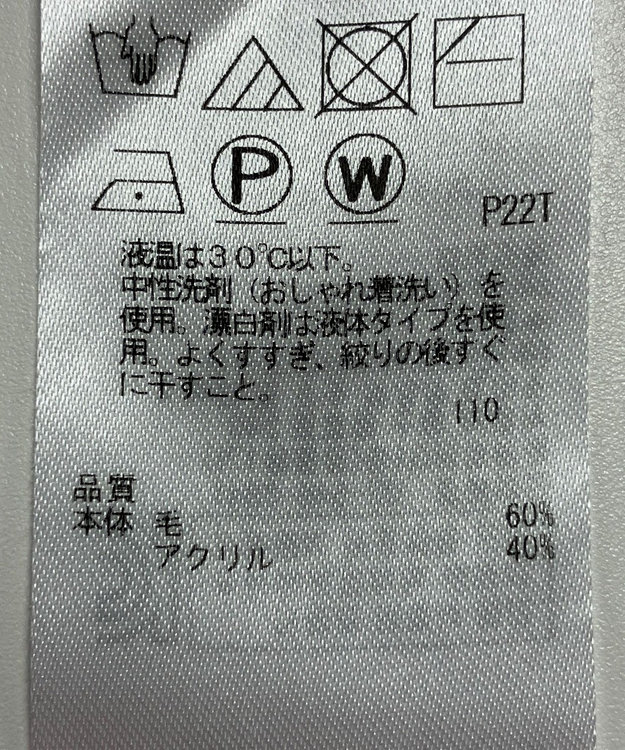 P W
P22T
液温は30℃以下。
中性洗剤(おしゃれ着洗い)を
使用。漂白剤は液体タイプを使
用。よくすすぎ、絞りの後すぐ
に干すこと。
110
品質
本体 毛 60%
アクリル 40%